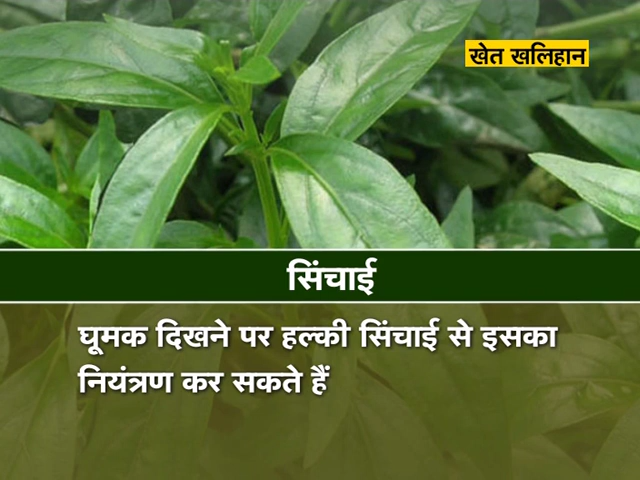 खेत खलिहान
सिंचाई
घूमक दिखने पर हल्की सिंचाई से इसका
नियंत्रण कर सकते हैं